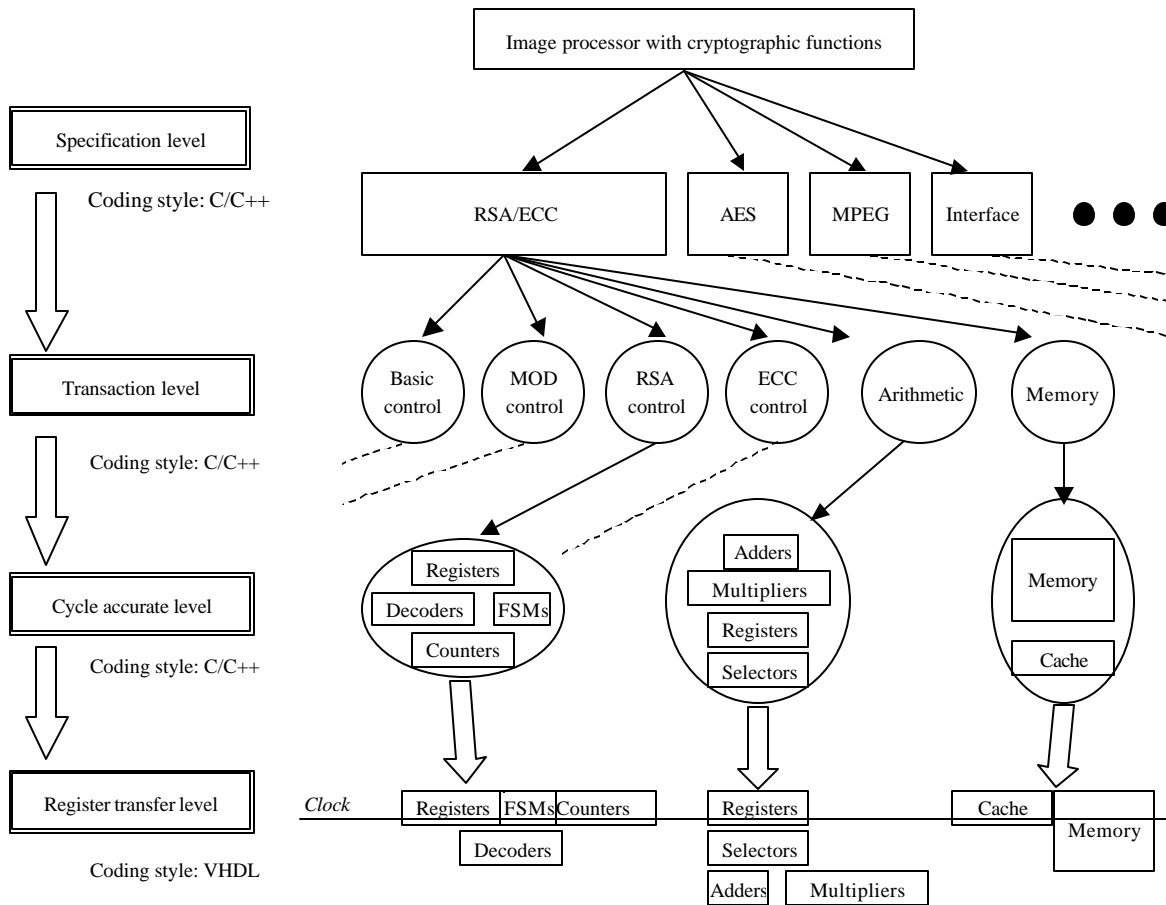 Image processor with cryptographic functions
Specification level
Coding style: C/C++
RSA/ECC
AES
MPEG
Interface
Transaction level
Basic
control
MOD
control
RSA
control
ECC
control
Arithmetic
Memory
Coding style: C/C++
Cycle accurate level
Registers
Decoders
FSMs
Counters
Adders
Multipliers
Registers
Selectors
Memory
Cache
Coding style: C/C++
Register transfer level
Clock
Registers
FSMs
Counters
Decoders
Registers
Selectors
Adders
Multipliers
Cache
Memory
Coding style: VHDL